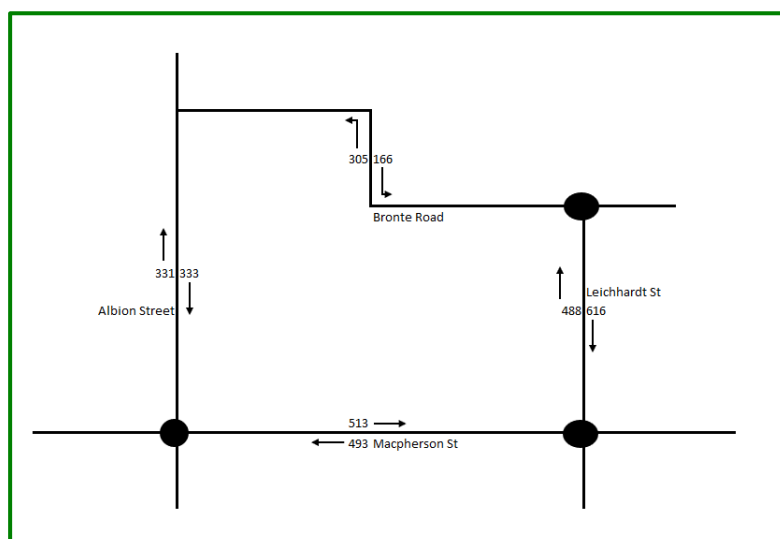 305 166
Bronte Road
331 333
Leichhardt St
Albion Street
488 616
513
493 Macpherson St